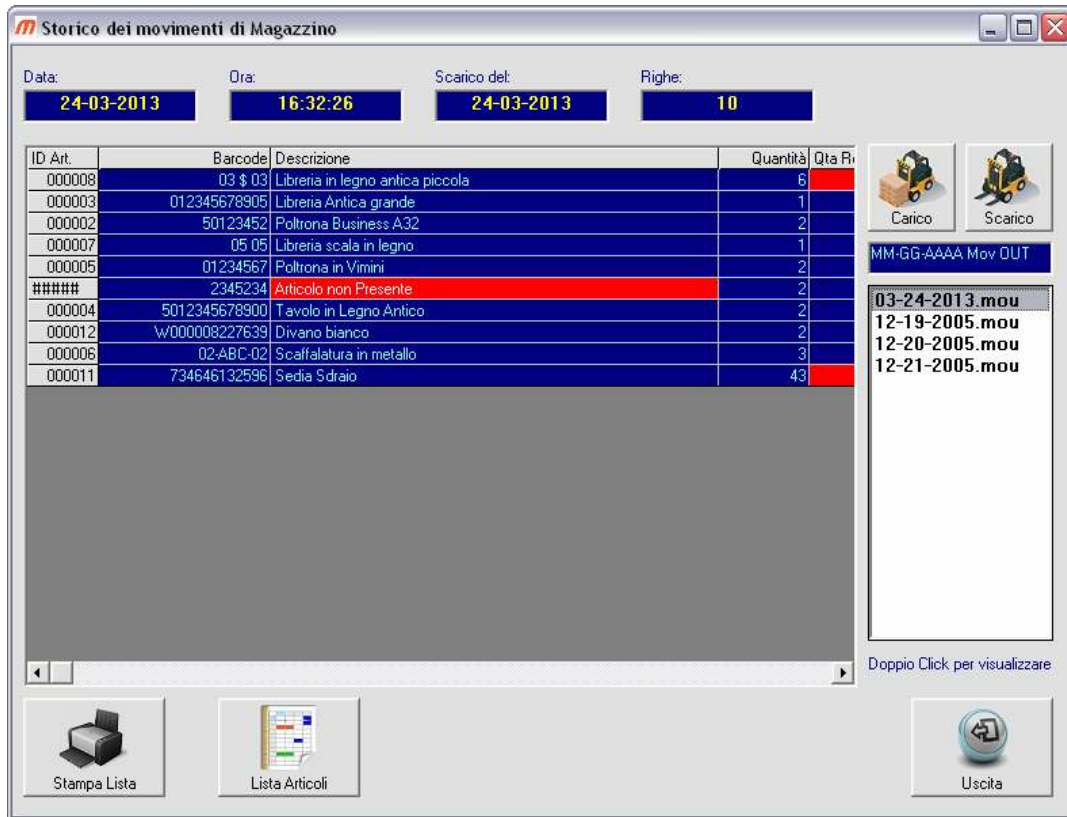 Storico dei movimenti di Magazzino
Data: Ora: Scarico del: Righe:
24-03-2013 16:32:26 24-03-2013 10
ID Art. Barcode Descrizione Quantità Qta R
000008 03 $ 03 Libreria in legno antica piccola 6
000003 012345678905 Libreria Antica grande 1
000002 50123452 Poltrona Business A32 2
000007 05 05 Libreria scala in legno 1
000005 01234567 Poltrona in Vimini 2
##### 2345234 Articolo non Presente 2
000004 5012345678900 Tavolo in Legno Antico 2
000012 W000008227639 Divano bianco 2
000006 02-ABC-02 Scaffalatura in metallo 3
000011 734646132596 Sedia Sdraio 43
Carico Scarico
MM-GG-AAAA Mov OUT
03-24-2013.mou
12-19-2005.mou
12-20-2005.mou
12-21-2005.mou
Doppio Click per visualizzare
Stampa Lista Lista Articoli Uscita